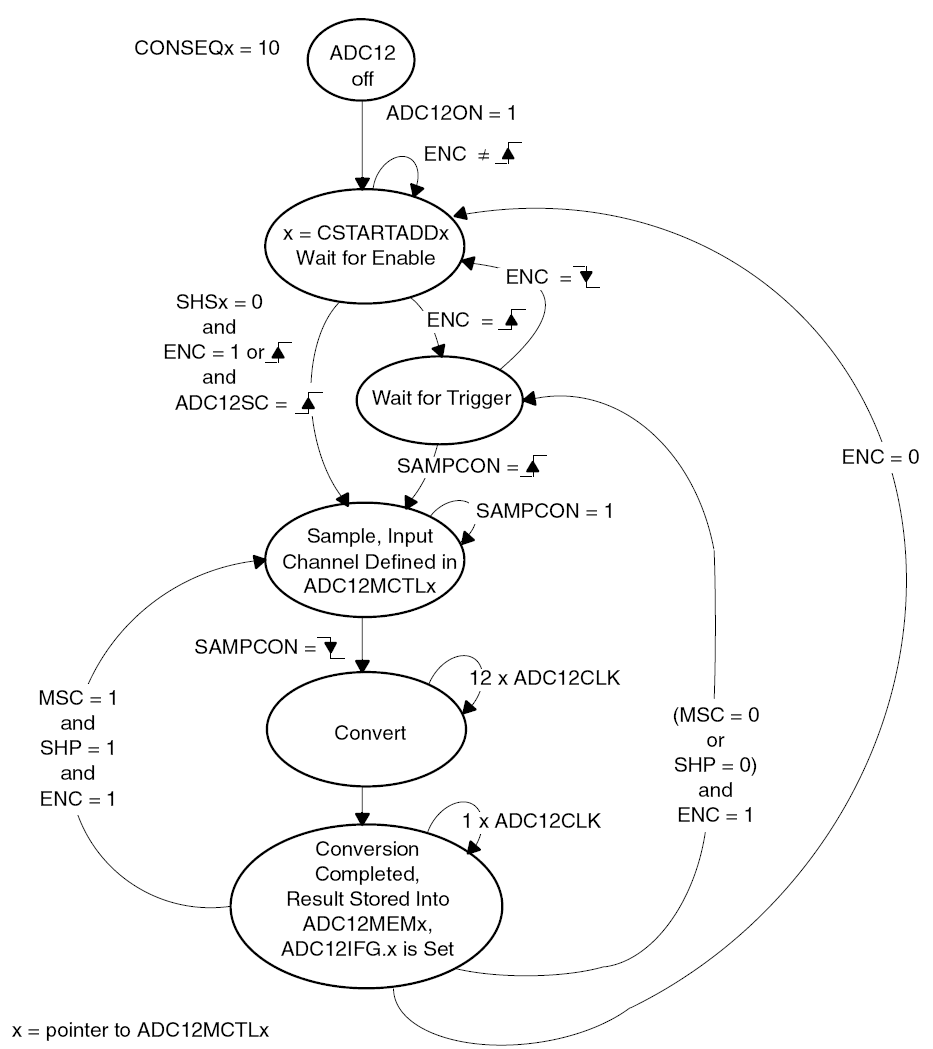 CONSEQx = 10
ADC12
off
ADC12ON = 1
ENC ≠
x = CSTARTADDx
Wait for Enable
ENC =
SHSx = 0
and
ENC = 1 or
and
ADC12SC =
ENC =
Wait for Trigger
ENC = 0
SAMPCON =
SAMPCON = 1
Sample, Input
Channel Defined in
ADC12MCTLx
SAMPCON =
12 x ADC12CLK
Convert
MSC = 1
and
SHP = 1
and
ENC = 1
(MSC = 0
or
SHP = 0)
and
ENC = 1
1 x ADC12CLK
Conversion
Completed,
Result Stored Into
ADC12MEMx,
ADC12IFG.x is Set
x = pointer to ADC12MCTLx